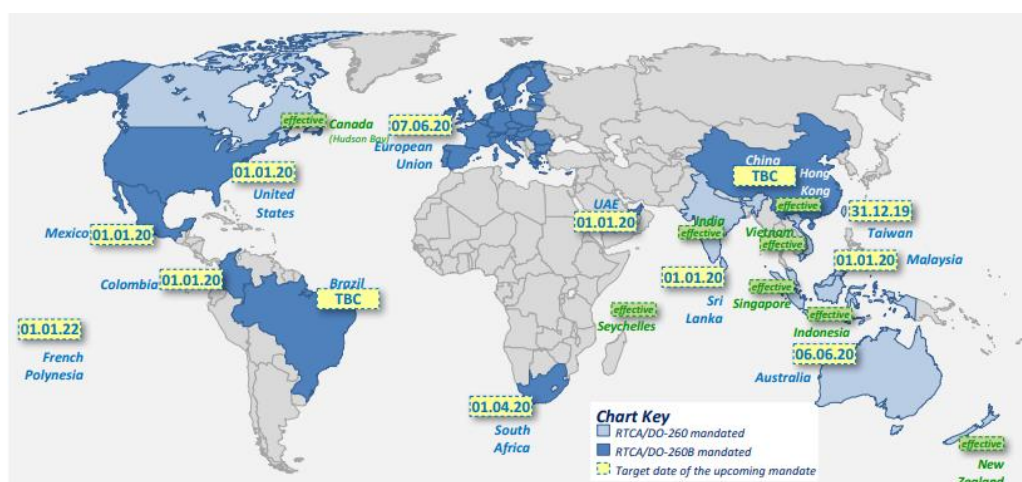 effective
Canada
(Hudson Bay)
07.06.20
European
Union
01.01.20
United
States
Mexico
01.01.20
Colombia
01.01.20
Brazil
TBC
01.01.22
French
Polynesia
01.04.20
South
Africa
UAE
01.01.20
effective
Seychelles
India
effective
01.01.20
Sri
Lanka
China
TBC
Hong
Kong
effective
31.12.19
Taiwan
Vietnam
effective
01.01.20
Malaysia
effective
Singapore
effective
Indonesia
06.06.20
Australia
effective
New
Zealand
Chart Key
RTCA/DO-260 mandated
RTCA/DO-260B mandated
Target date of the upcoming mandate